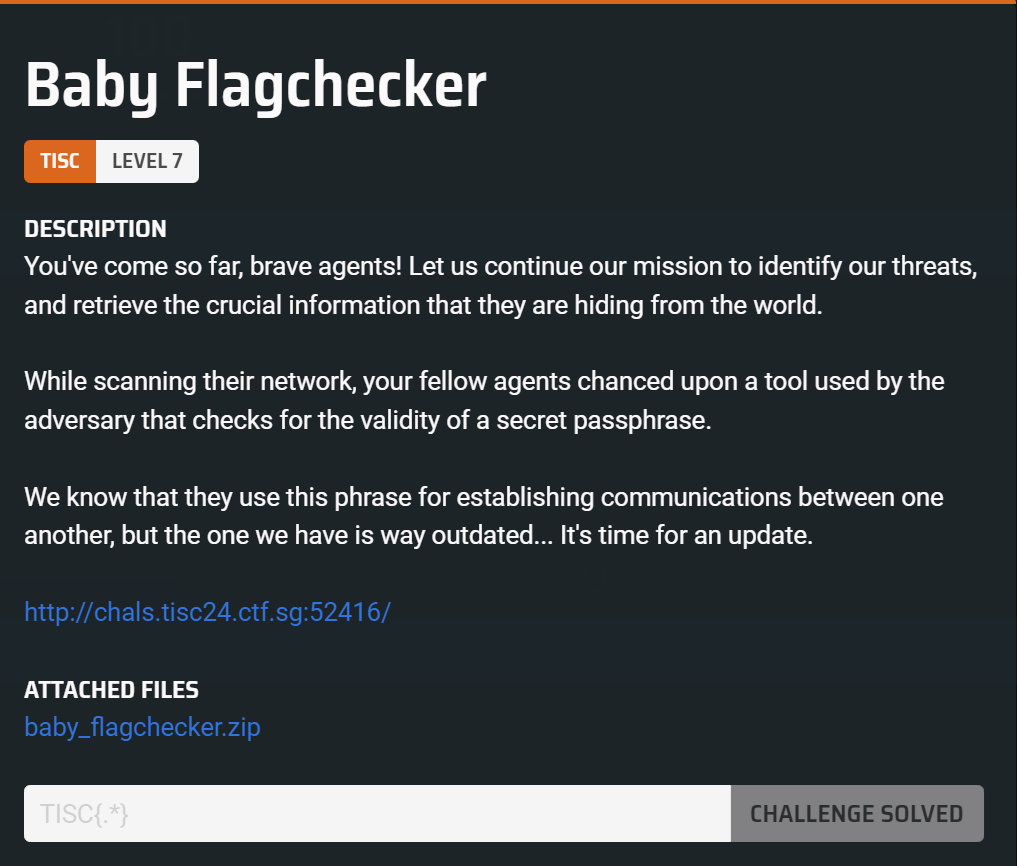 Baby Flagchecker
TISC LEVEL 7
DESCRIPTION
You've come so far, brave agents! Let us continue our mission to identify our threats,
and retrieve the crucial information that they are hiding from the world.
While scanning their network, your fellow agents chanced upon a tool used by the
adversary that checks for the validity of a secret passphrase.
We know that they use this phrase for establishing communications between one
another, but the one we have is way outdated... It's time for an update.
http://chals.tisc24.ctf.sg:52416/
ATTACHED FILES
baby_flagchecker.zip
TISC{.*} CHALLENGE SOLVED